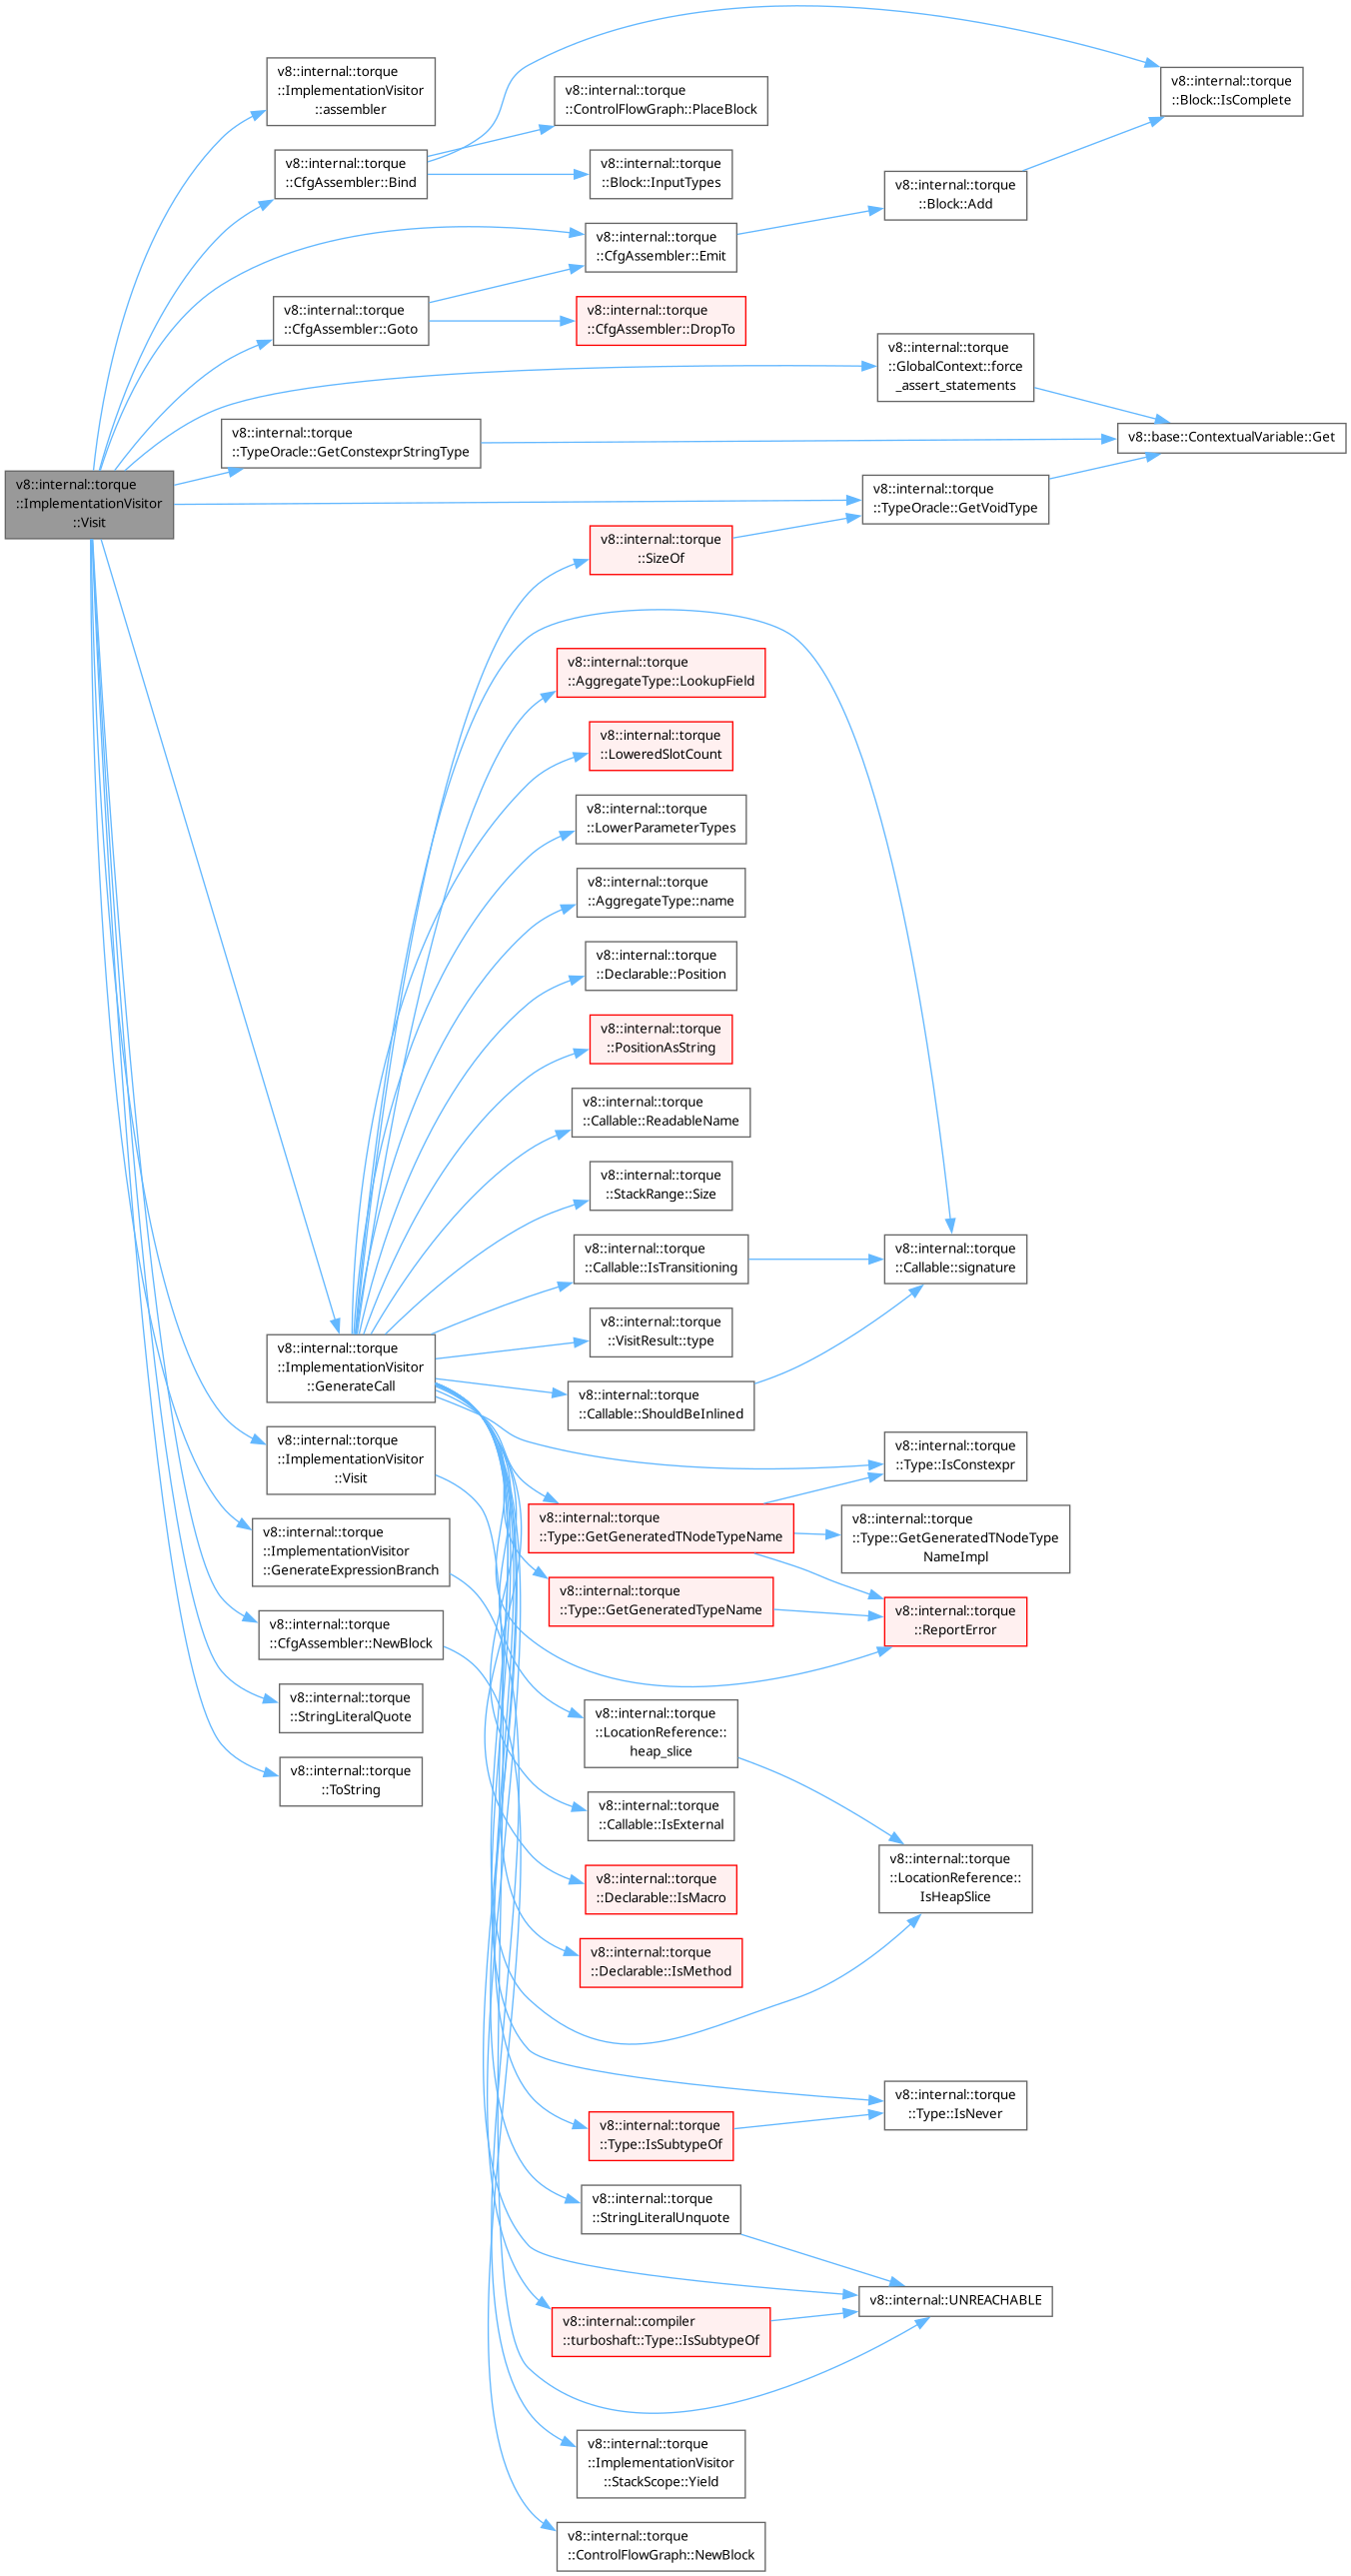 v8::internal::torque
::ImplementationVisitor
::Visit
v8::internal::torque
::ImplementationVisitor
::assembler
v8::internal::torque
::CfgAssembler::Bind
v8::internal::torque
::CfgAssembler::Goto
v8::internal::torque
::TypeOracle::GetConstexprStringType
v8::internal::torque
::ImplementationVisitor
::GenerateCall
v8::internal::torque
::ImplementationVisitor
::Visit
v8::internal::torque
::ImplementationVisitor
::GenerateExpressionBranch
v8::internal::torque
::CfgAssembler::NewBlock
v8::internal::torque
::StringLiteralQuote
v8::internal::torque
::ToString
v8::internal::torque
::ControlFlowGraph::PlaceBlock
v8::internal::torque
::Block::InputTypes
v8::internal::torque
::CfgAssembler::Emit
v8::internal::torque
::CfgAssembler::DropTo
v8::internal::torque
::SizeOf
v8::internal::torque
::AggregateType::LookupField
v8::internal::torque
::LoweredSlotCount
v8::internal::torque
::LowerParameterTypes
v8::internal::torque
::AggregateType::name
v8::internal::torque
::Declarable::Position
v8::internal::torque
::PositionAsString
v8::internal::torque
::Callable::ReadableName
v8::internal::torque
::StackRange::Size
v8::internal::torque
::Callable::IsTransitioning
v8::internal::torque
::VisitResult::type
v8::internal::torque
::Callable::ShouldBeInlined
v8::internal::torque
::Type::GetGeneratedTNodeTypeName
v8::internal::torque
::Type::GetGeneratedTypeName
v8::internal::torque
::LocationReference::
heap_slice
v8::internal::torque
::Callable::IsExternal
v8::internal::torque
::Declarable::IsMacro
v8::internal::torque
::Declarable::IsMethod
v8::internal::torque
::Type::IsSubtypeOf
v8::internal::torque
::StringLiteralUnquote
v8::internal::compiler
::turboshaft::Type::IsSubtypeOf
v8::internal::torque
::ImplementationVisitor
::StackScope::Yield
v8::internal::torque
::ControlFlowGraph::NewBlock
v8::internal::torque
::Block::Add
v8::internal::torque
::GlobalContext::force
_assert_statements
v8::internal::torque
::TypeOracle::GetVoidType
v8::internal::torque
::Callable::signature
v8::internal::torque
::Type::IsConstexpr
v8::internal::torque
::Type::GetGeneratedTNodeType
NameImpl
v8::internal::torque
::ReportError
v8::internal::torque
::LocationReference::
IsHeapSlice
v8::internal::torque
::Type::IsNever
v8::internal::UNREACHABLE
v8::internal::torque
::Block::IsComplete
v8::base::ContextualVariable::Get